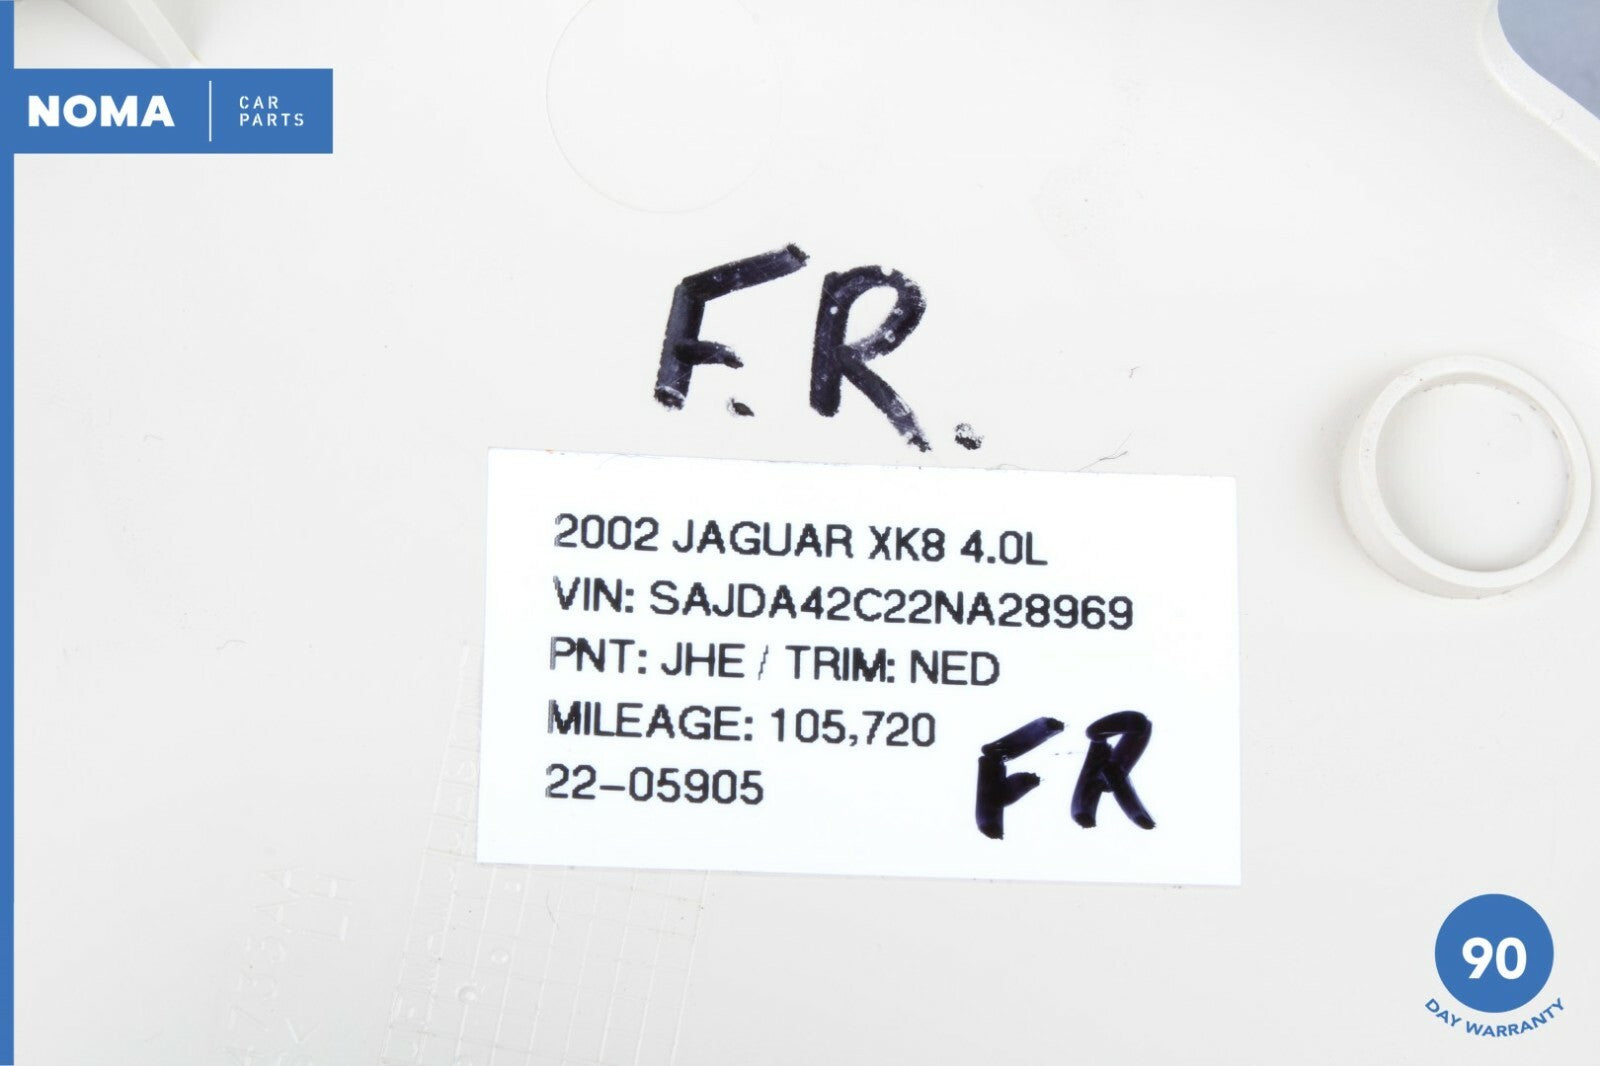 NOMA
CAR
PARTS
F.R.
2002 JAGUAR XK8 4.0L
VIN: SAJDA42C22NA28969
PNT: JHE / TRIM: NED
MILEAGE: 105,720
22-05905
FR
90
DAY WARRANTY